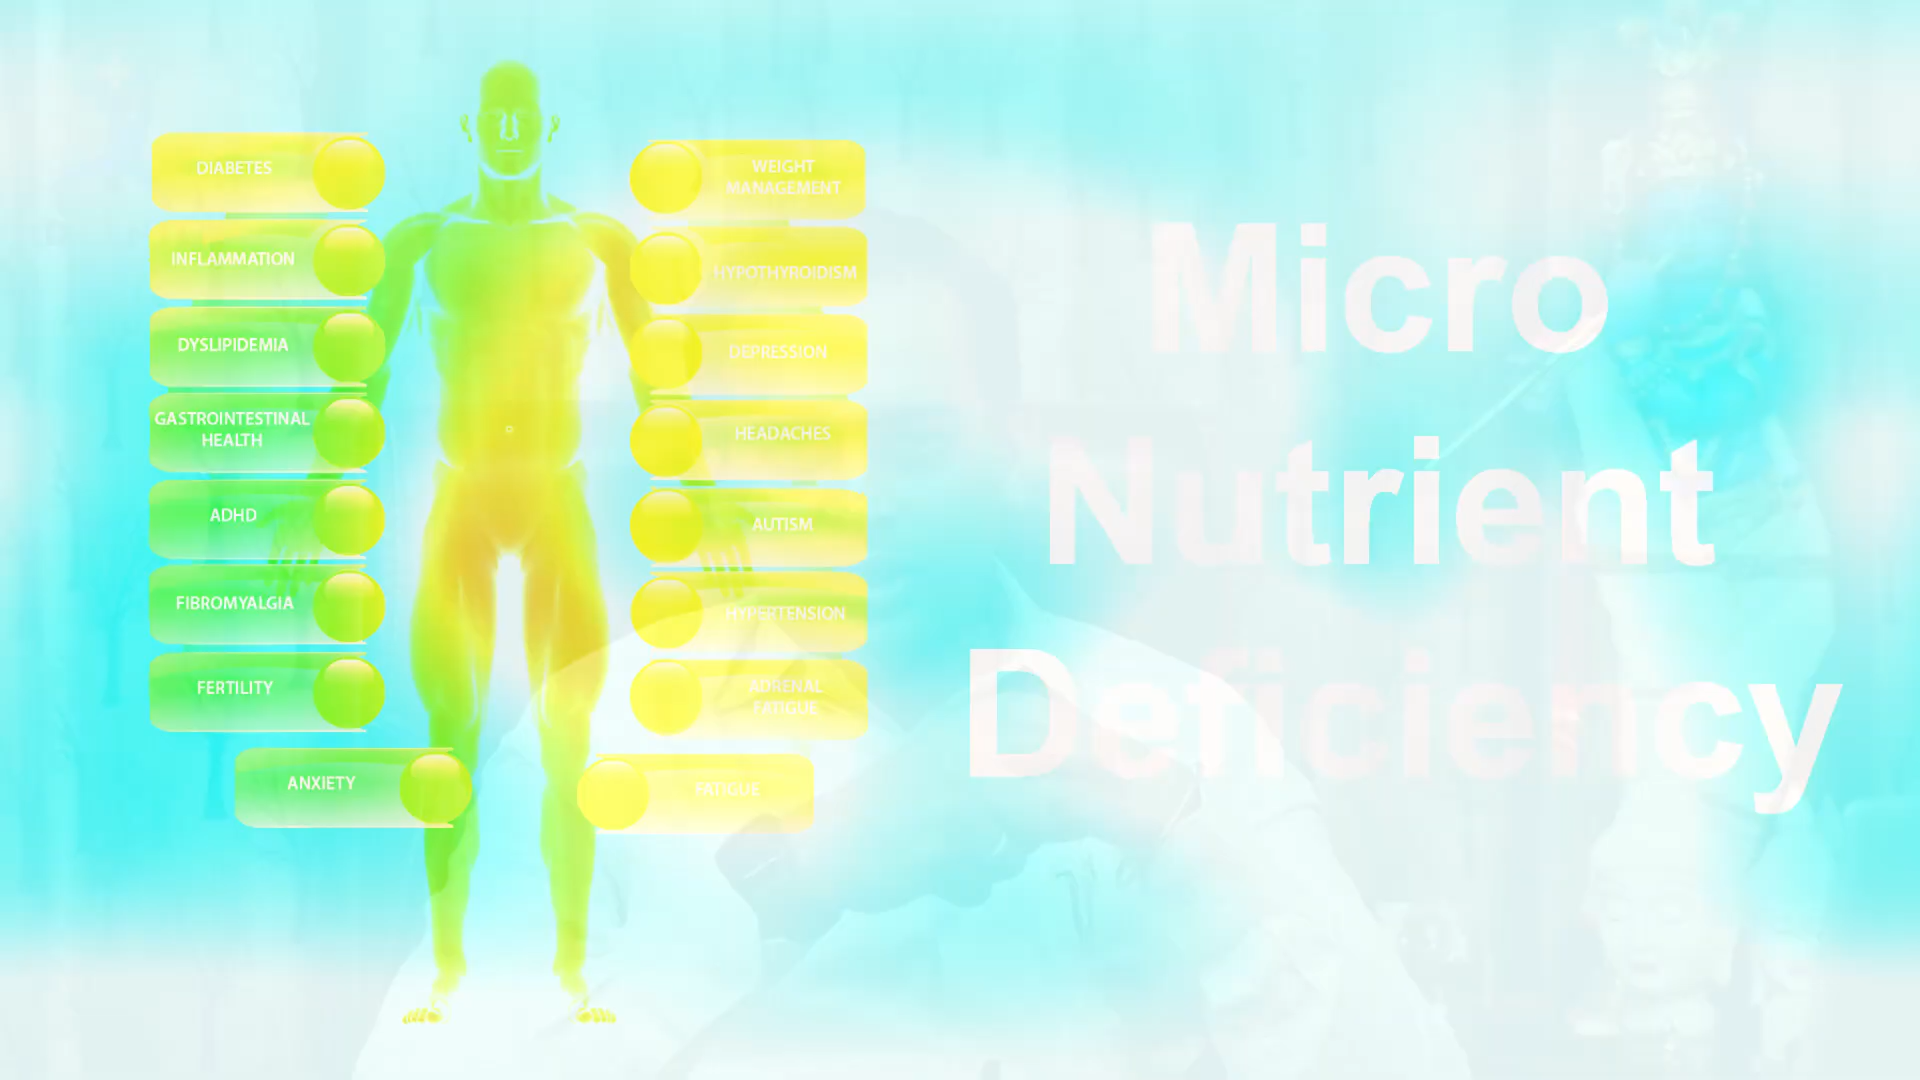 DIABETES
INFLAMMATION
DYSLIPIDEMIA
GASTROINTESTINAL
HEALTH
ADHD
FIBROMYALGIA
FERTILITY
ANXIETY
WEIGHT
MANAGEMENT
HYPOTHYROIDISM
DEPRESSION
HEADACHES
AUTISM
HYPERTENSION
ADRENAL
FATIGUE
FATIGUE
Micro
Nutrient
Deficiency